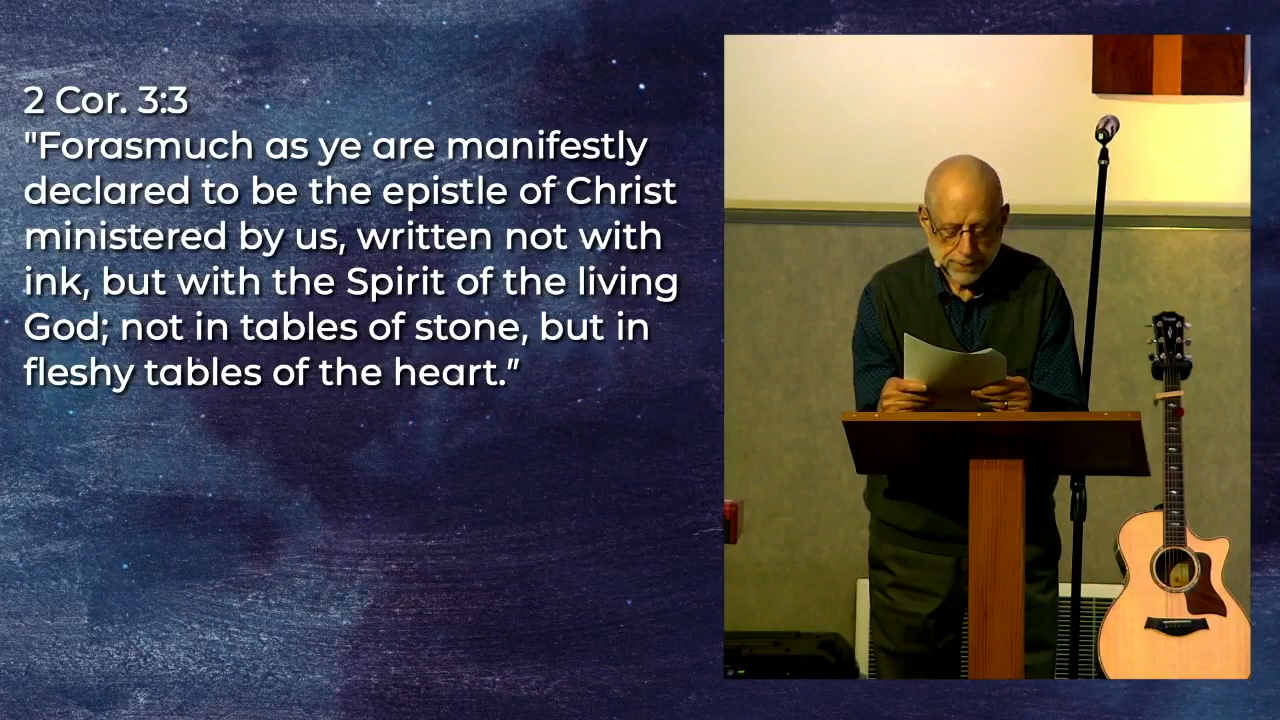 2 Cor. 3:3
"Forasmuch as ye are manifestly
declared to be the epistle of Christ
ministered by us, written not with
ink, but with the Spirit of the living
God; not in tables of stone, but in
fleshy tables of the heart.”